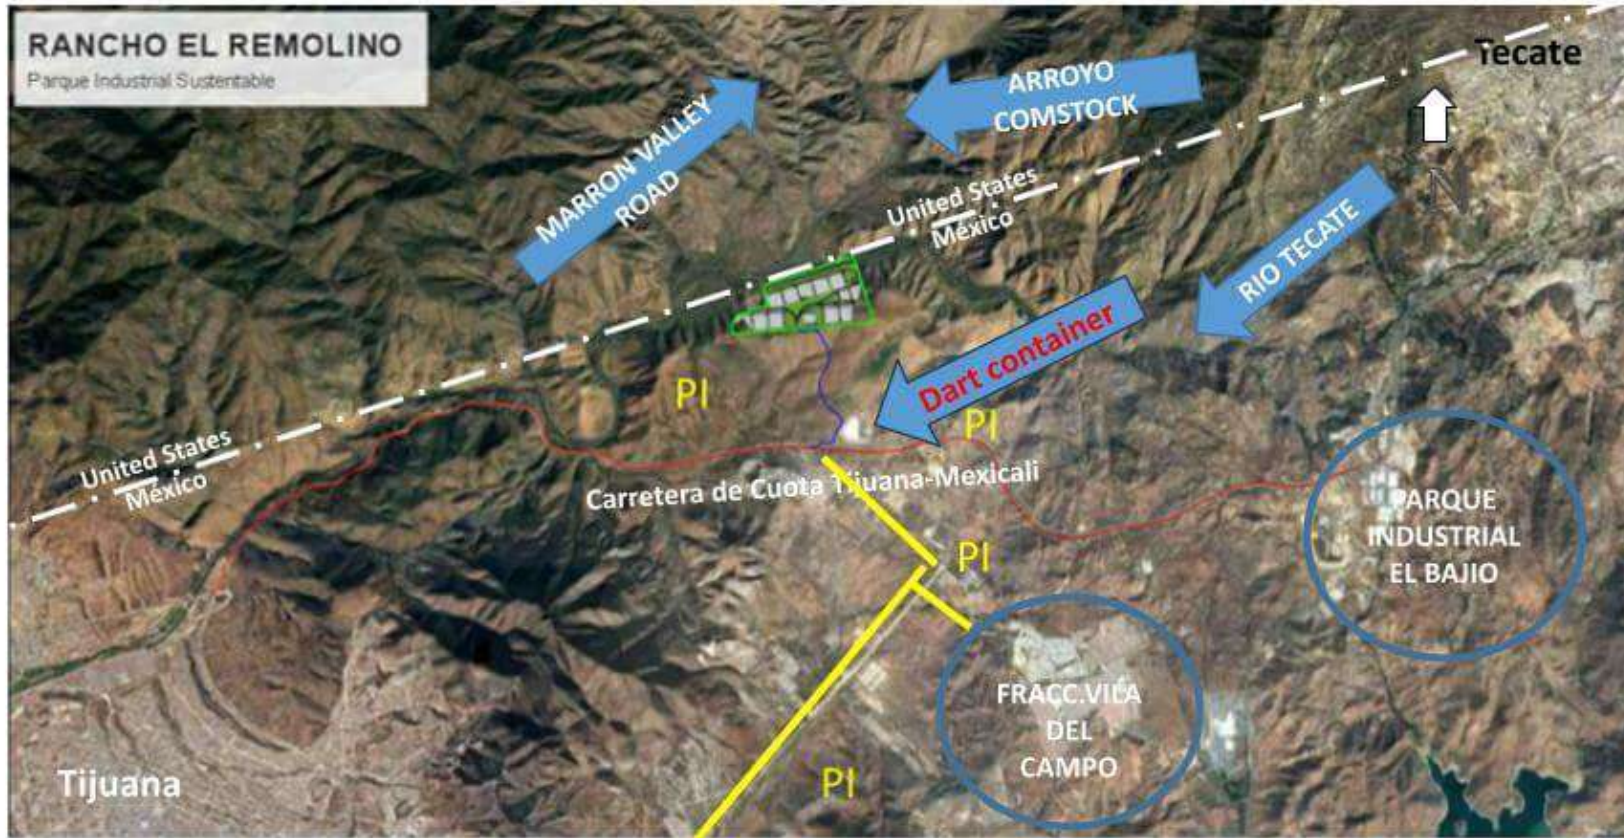 RANCHO EL REMOLINO
Parque Industrial Sustentable
Tecate
ARROYO
COMSTOCK
MARRON VALLEY
ROAD
N
United States
México
RIO TECATE
Dart container
PI
PI
United States
México
Carretera de Cuota Tijuana-Mexicali
PARQUE
INDUSTRIAL
EL BAJIO
PI
FRACC.VILA
DEL
CAMPO
Tijuana
PI